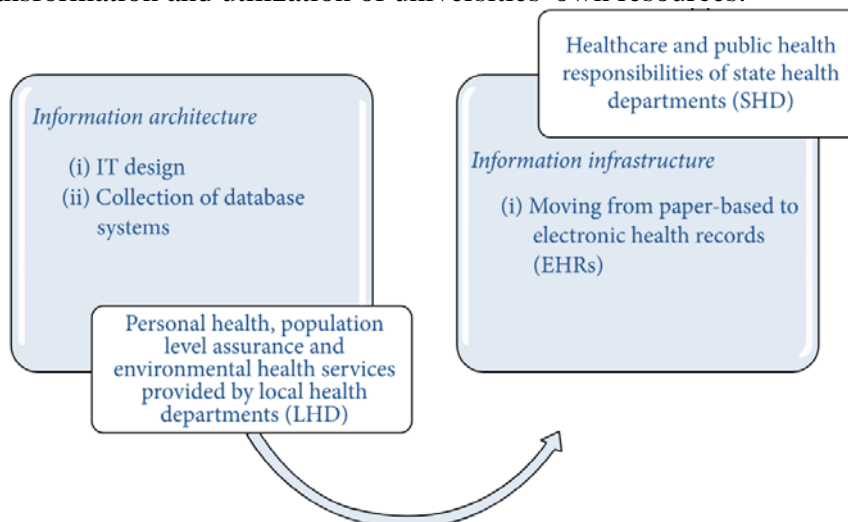 nsformation and utilization of universities' own resources.
Healthcare and public health
responsibilities of state health
departments (SHD)
Information architecture
(i) IT design
(ii) Collection of database
systems
Information infrastructure
(i) Moving from paper-based to
electronic health records
(EHRs)
Personal health, population
level assurance and
environmental health services
provided by local health
departments (LHD)